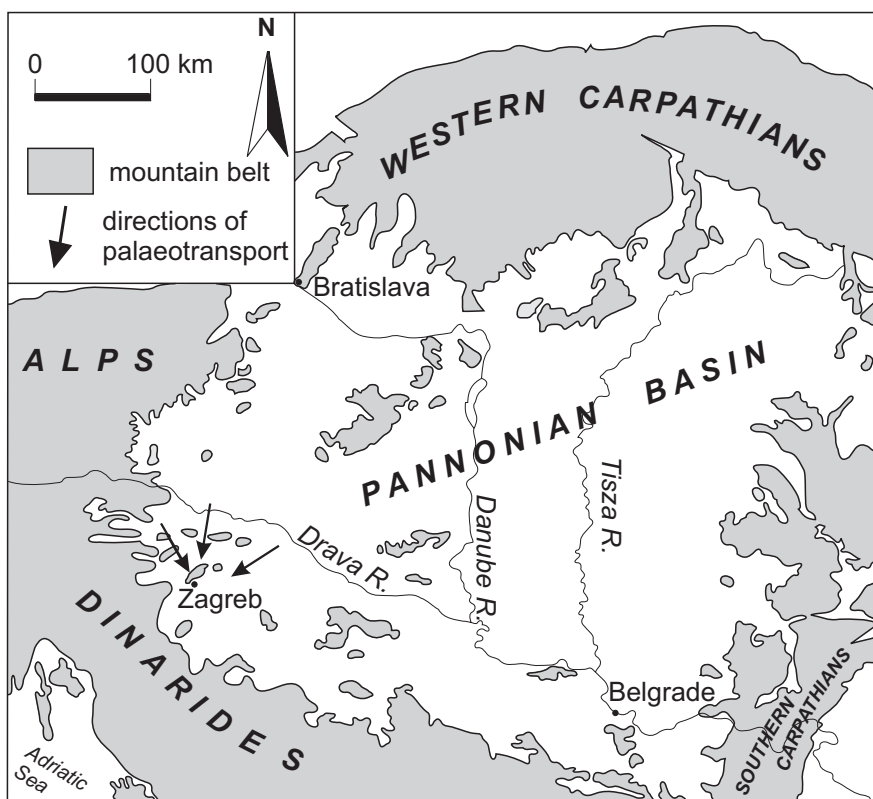 N
0 100 km
mountain belt
directions of
palaeotransport
WESTERN CARPATHIANS
Bratislava
ALPS
PANNONIAN BASIN
Tisza R.
Danube R.
Drava R.
Zagreb
DINARIDES
Belgrade
SOUTHERN
CARPATHIANS
Adriatic
Sea